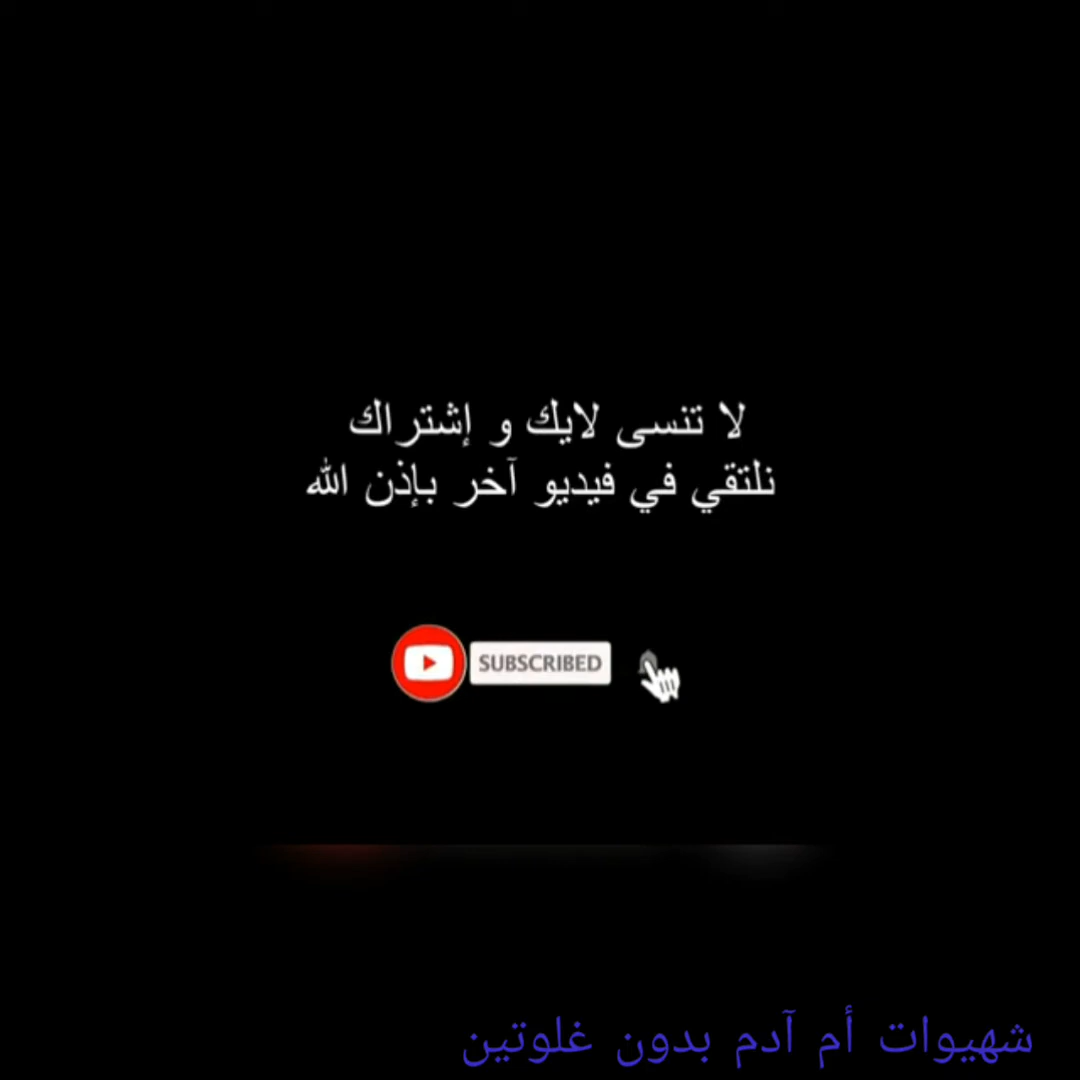 لا تنسى لايك و إشتراك
نلتقي في فيديو آخر بإذن الله
SUBSCRIBED
شهيوات أم آدم بدون غلوتين